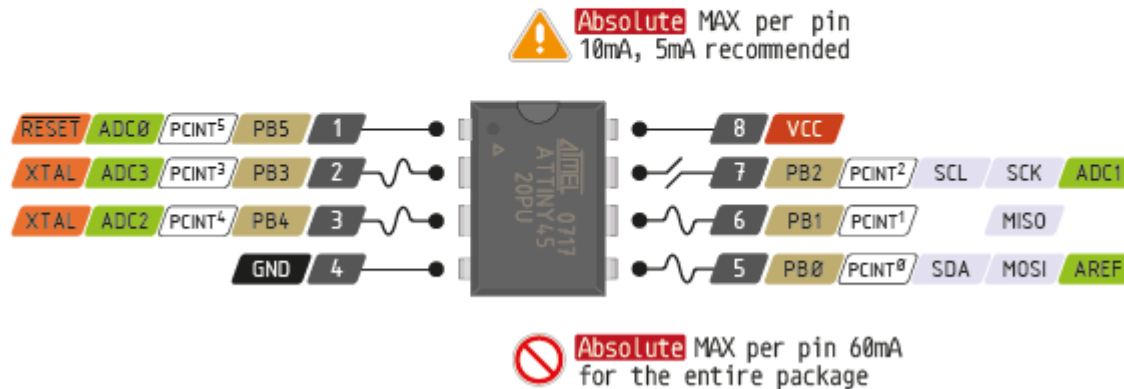 Absolute MAX per pin
10mA, 5mA recommended
RESET ADC0 PCINT5 PB5 1
8 VCC
XTAL ADC3 PCINT3 PB3 2
7 PB2 PCINT2 SCL SCK ADC1
XTAL ADC2 PCINT4 PB4 3
6 PB1 PCINT1 MISO
GND 4
5 PB0 PCINT0 SDA MOSI AREF
ATMEL 0717
ATTINY45
20PU
Absolute MAX per pin 60mA
for the entire package